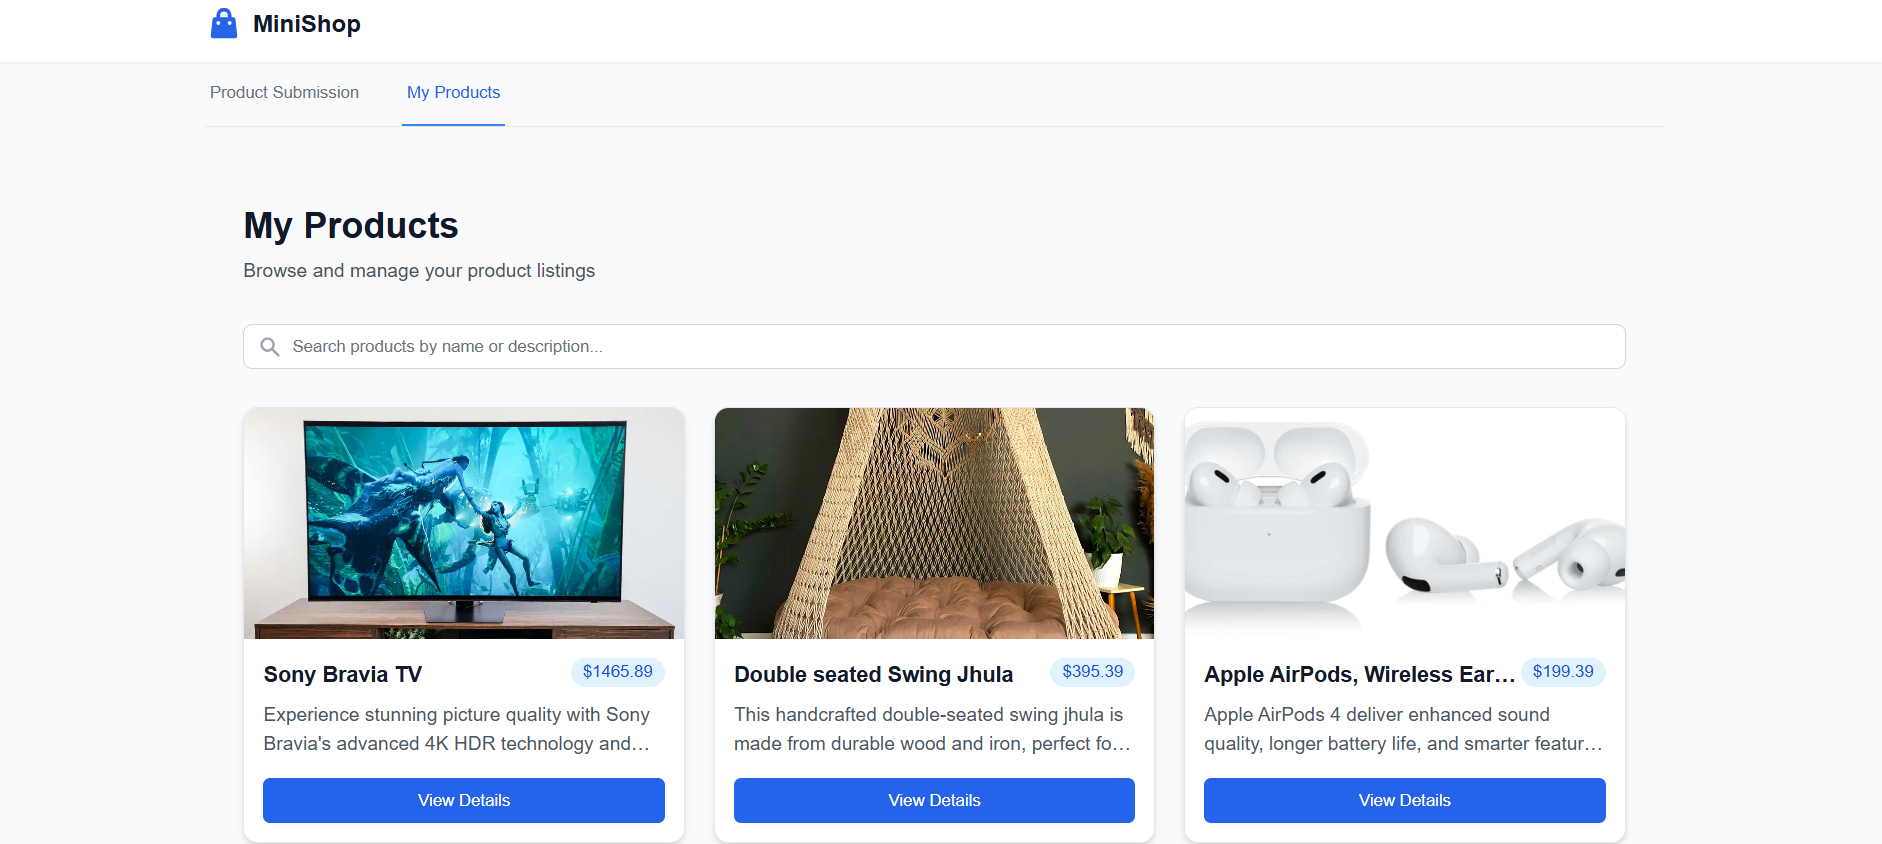 MiniShop
Product Submission
My Products
My Products
Browse and manage your product listings
Search products by name or description...
Sony Bravia TV
$1465.89
Experience stunning picture quality with Sony
Bravia's advanced 4K HDR technology and…
View Details
Double seated Swing Jhula
$395.39
This handcrafted double-seated swing jhula is
made from durable wood and iron, perfect fo…
View Details
Apple AirPods, Wireless Ear…
$199.39
Apple AirPods 4 deliver enhanced sound
quality, longer battery life, and smarter featur…
View Details